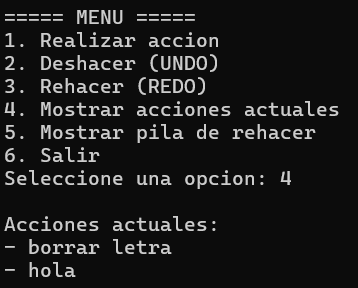 ===== MENU =====
1. Realizar accion
2. Deshacer (UNDO)
3. Rehacer (REDO)
4. Mostrar acciones actuales
5. Mostrar pila de rehacer
6. Salir
Seleccione una opcion: 4
Acciones actuales:
- borrar letra
- hola